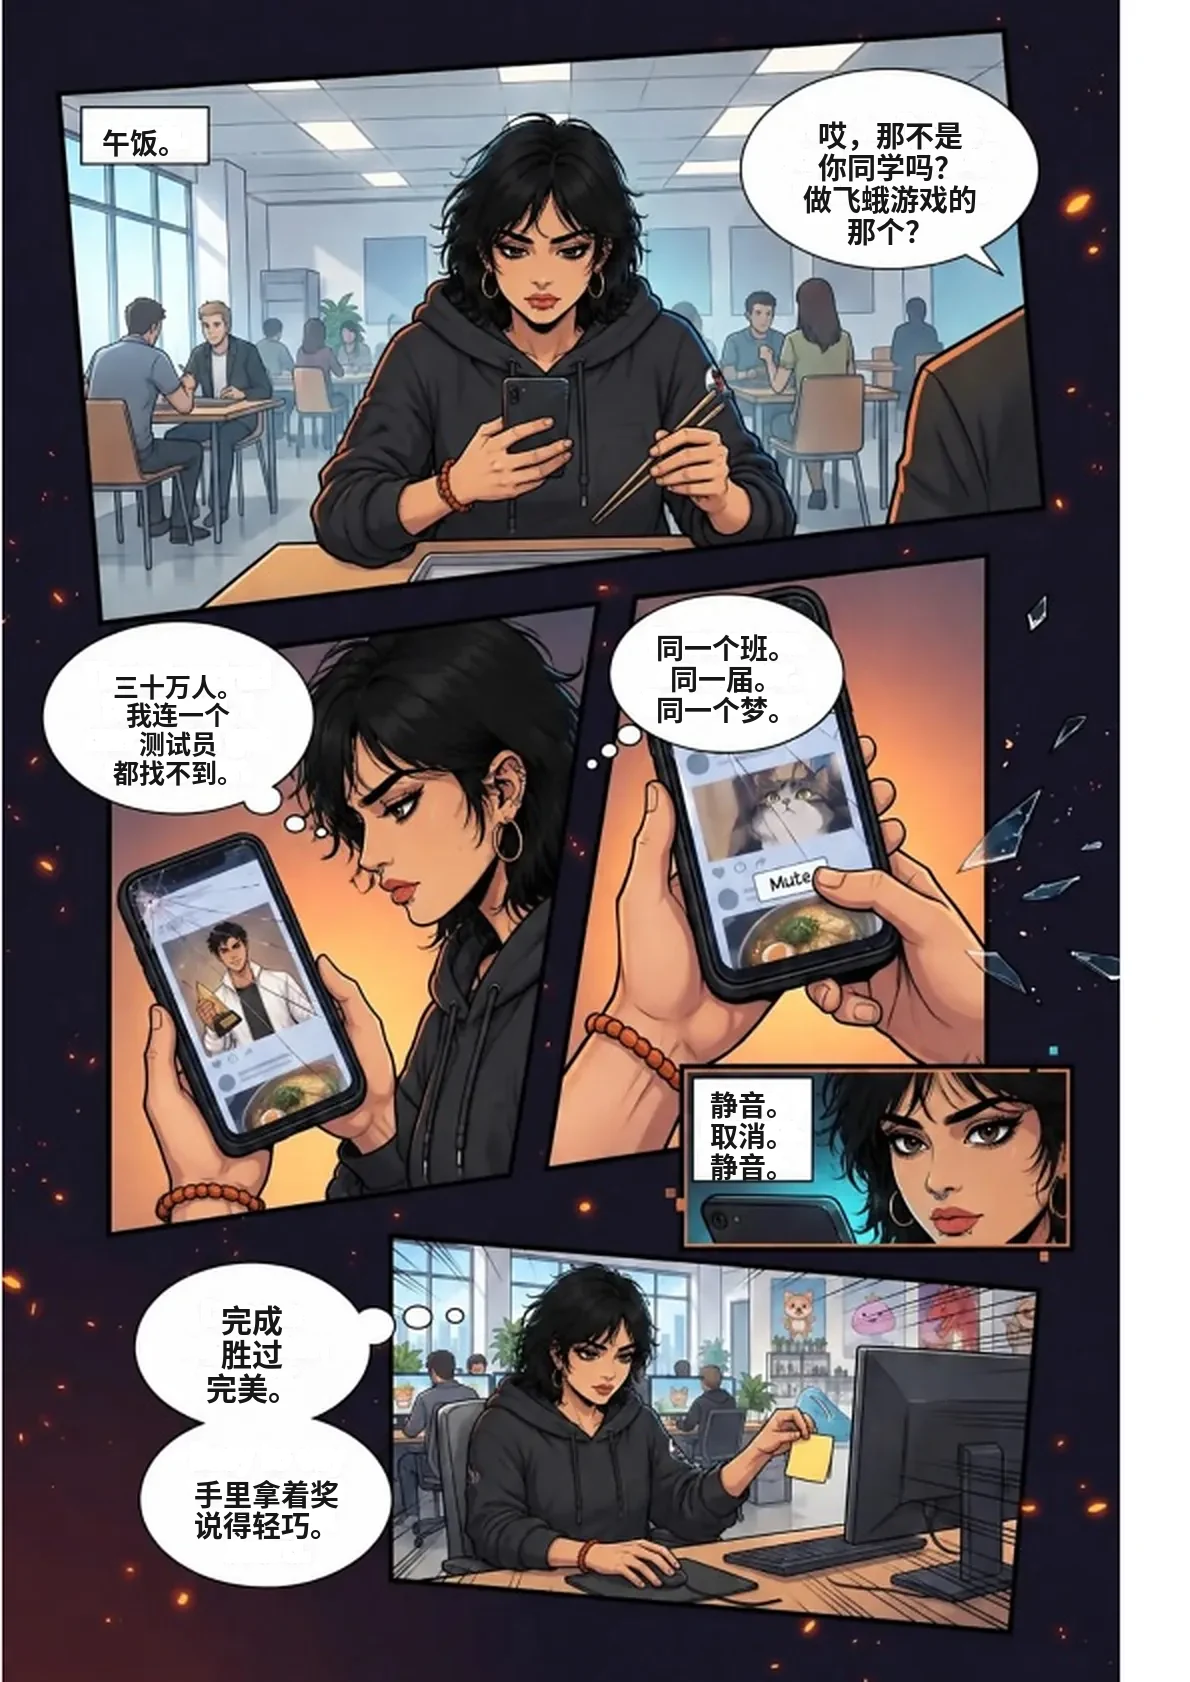 午饭。
哎，那不是
你同学吗？
做飞蛾游戏的
那个？
三十万人。
我连一个
测试员
都找不到。
同一个班。
同一届。
同一个梦。
Mute
静音。
取消。
静音。
完成
胜过
完美。
手里拿着奖
说得轻巧。